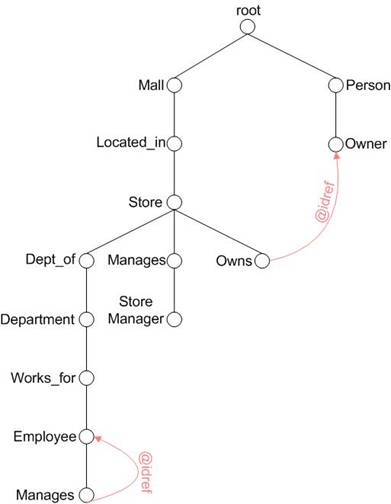 root
Mall
Person
Located_in
Owner
@idref
Store
Dept_of
Manages
Owns
Store
Manager
Department
Works_for
Employee
@idref
Manages